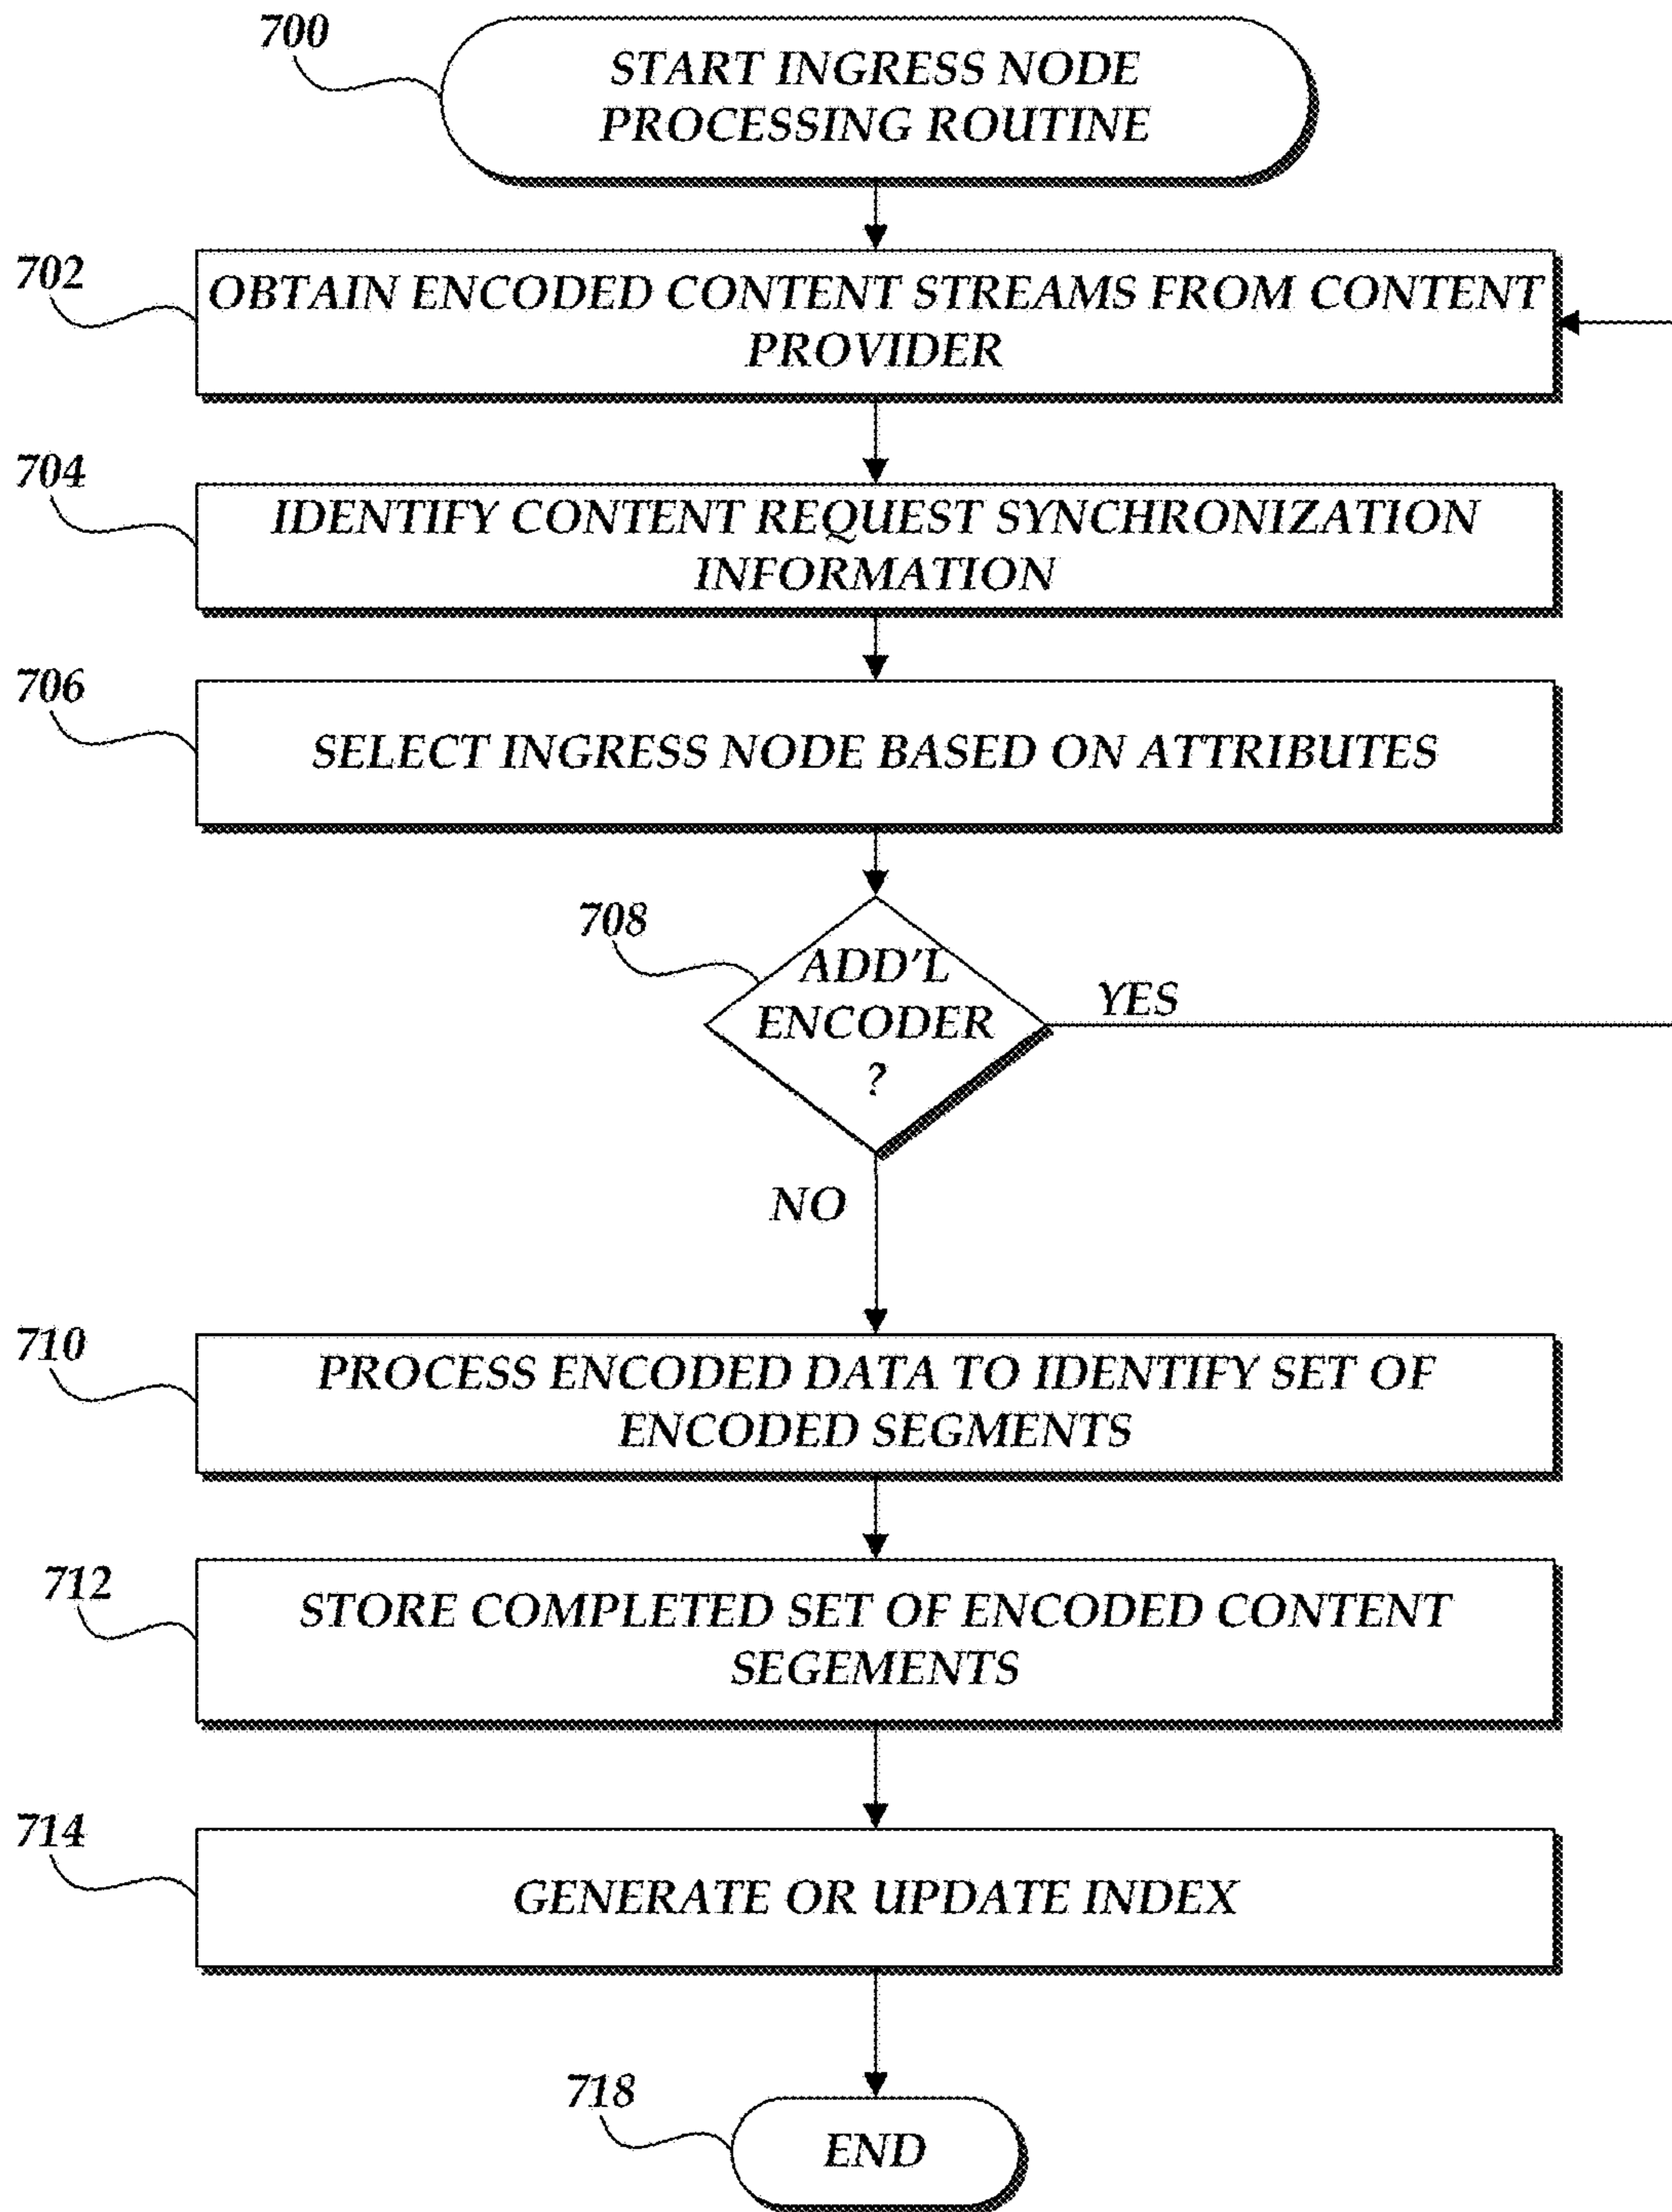 700
START INGRESS NODE
PROCESSING ROUTINE
702
OBTAIN ENCODED CONTENT STREAMS FROM CONTENT
PROVIDER
704
IDENTIFY CONTENT REQUEST SYNCHRONIZATION
INFORMATION
706
SELECT INGRESS NODE BASED ON ATTRIBUTES
708
ADD'L
ENCODER
?
YES
NO
710
PROCESS ENCODED DATA TO IDENTIFY SET OF
ENCODED SEGMENTS
712
STORE COMPLETED SET OF ENCODED CONTENT
SEGEMENTS
714
GENERATE OR UPDATE INDEX
718
END